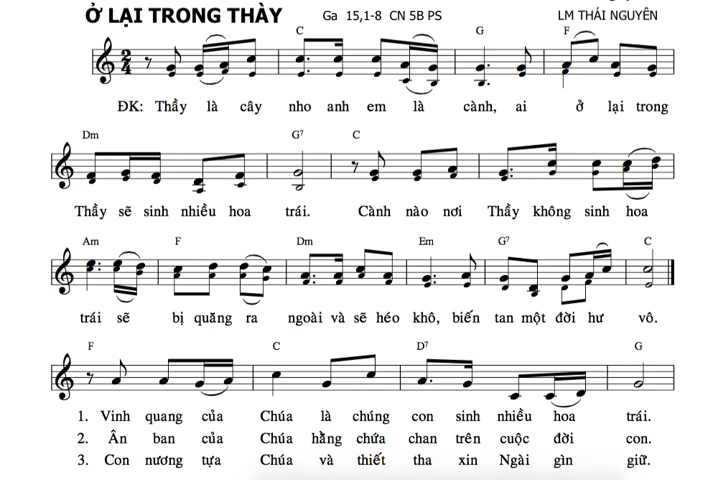 Ở LẠI TRONG THÀY Ga 15,1-8 CN 5B PS LM THÁI NGUYÊN
C G F
2 4
ĐK: Thầy là cây nho anh em là cành, ai ở lại trong
Dm G7 C
Thầy sẽ sinh nhiều hoa trái. Cành nào nơi Thầy không sinh hoa
Am F Dm Em G7 C
trái sẽ bị quăng ra ngoài và sẽ héo khô, biến tan một đời hư vô.
F C D7 G
1. Vinh quang của Chúa là chúng con sinh nhiều hoa trái.
2. Ân ban của Chúa hằng chứa chan trên cuộc đời con.
3. Con nương tựa Chúa và thiết tha xin Ngài gìn giữ.